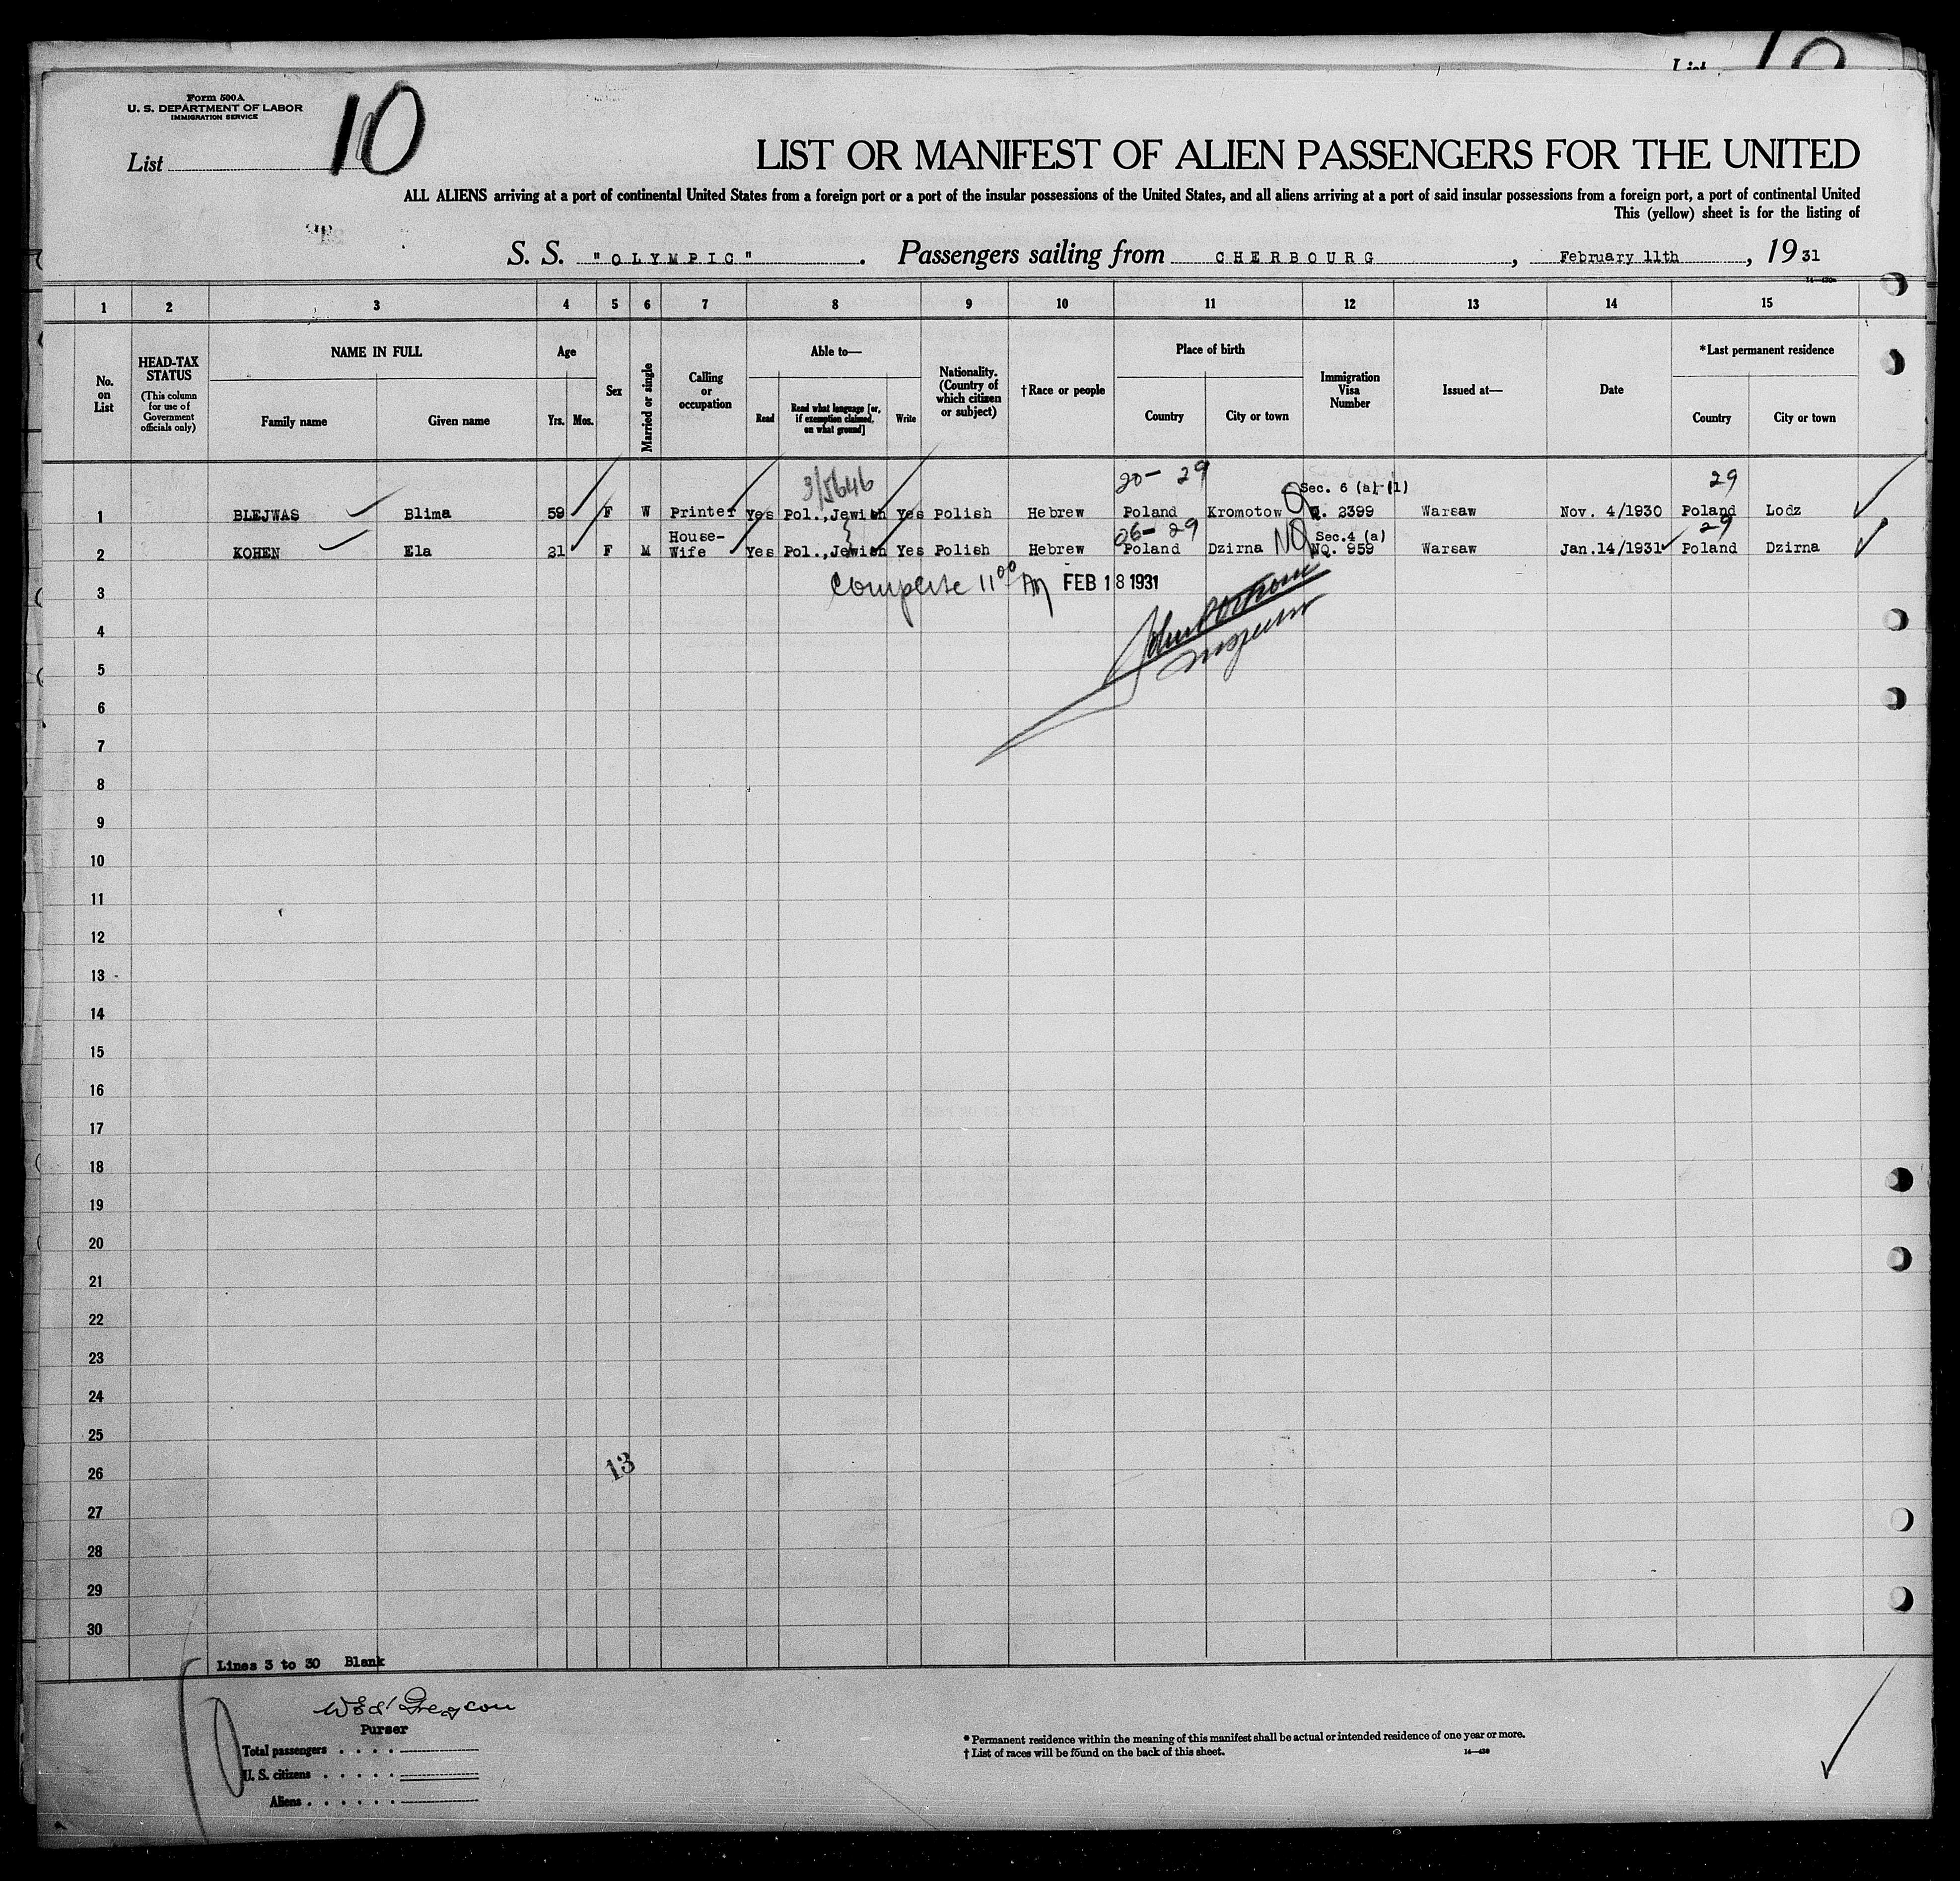 List 10
Form 500A
U. S. DEPARTMENT OF LABOR
IMMIGRATION SERVICE
10
List
LIST OR MANIFEST OF ALIEN PASSENGERS FOR THE UNITED
ALL ALIENS arriving at a port of continental United States from a foreign port or a port of the insular possessions of the United States, and all aliens arriving at a port of said insular possessions from a foreign port, a port of continental United
This (yellow) sheet is for the listing of
S. S. "OLYMPIC". Passengers sailing from CHERBOURG, February 11th, 1931
1 2 3 4 5 6 7 8 9 10 11 12 13 14 15
No. on List
HEAD-TAX STATUS
(This column for use of Government officials only)
NAME IN FULL
Family name Given name
Age
Yrs. Mos.
Sex
Married or single
Calling or occupation
Able to—
Read
Read what language [or, if exemption claimed, on what ground]
Write
Nationality. (Country of which citizen or subject)
†Race or people
Place of birth
Country City or town
Immigration Visa Number
Issued at—
Date
*Last permanent residence
Country City or town
3/5646 20- 29 Sec. 6 (a) (1) 29
1 BLEJWAS Blima 59 F W Printer Yes Pol., Jewish Yes Polish Hebrew Poland Kromotow Q. 2399 Warsaw Nov. 4/1930 Poland Lodz
House- 06- 29 Sec.4 (a) 29
2 KOHEN Ela 21 F M Wife Yes Pol., Jewish Yes Polish Hebrew Poland Dzirna NQ NQ. 959 Warsaw Jan.14/1931 Poland Dzirna
3 Complete 11 00 AM FEB 18 1931
4
Inspector
5
6
7
8
9
10
11
12
13
14
15
16
17
18
19
20
21
22
23
24
25
26 13
27
28
29
30
Lines 3 to 30 Blank
Purser
Total passengers
U. S. citizens
Aliens
* Permanent residence within the meaning of this manifest shall be actual or intended residence of one year or more.
† List of races will be found on the back of this sheet.